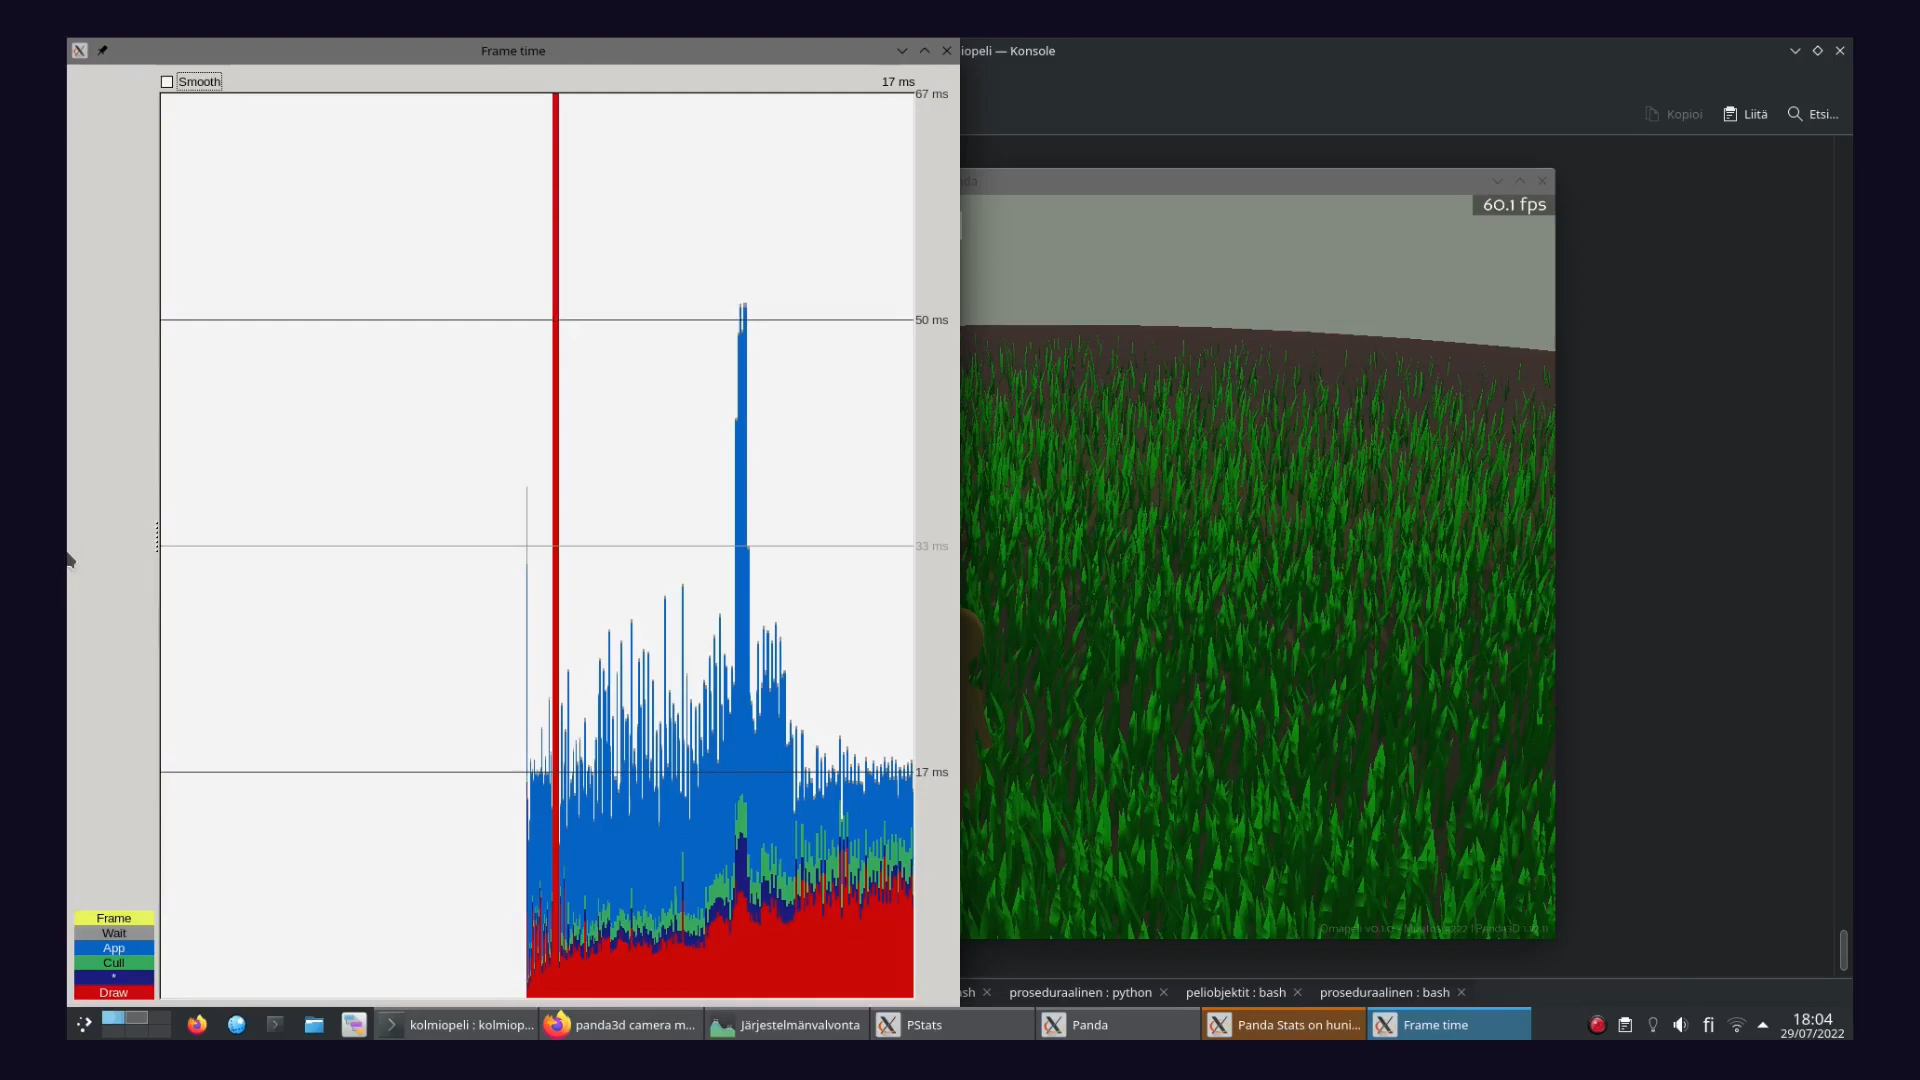 Frame time
iopeli — Konsole
Smooth
17 ms
67 ms
50 ms
33 ms
17 ms
Frame
Wait
App
Cull
*
Draw
Kopioi
Liitä
Etsi...
60.1 fps
proseduraalinen : python
peliobjektit : bash
proseduraalinen : bash
kolmiopeli : kolmiop...
panda3d camera m...
Järjestelmänvalvonta
PStats
Panda
Panda Stats on huni...
Frame time
fi
18:04
29/07/2022